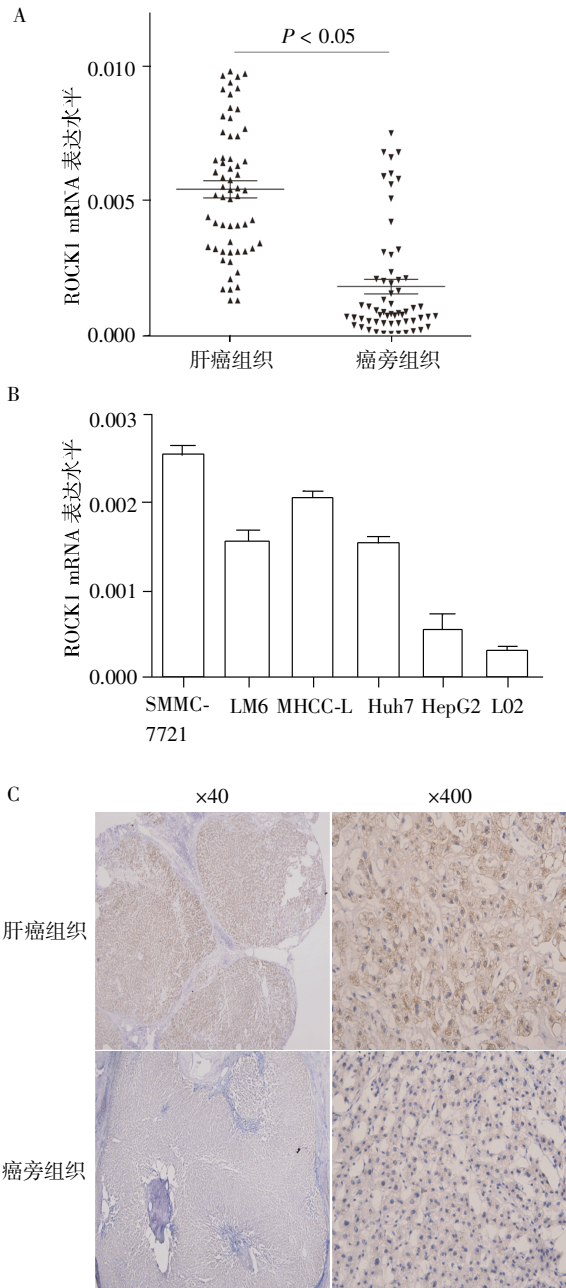 A
P < 0.05
ROCK1 mRNA 表达水平
0.010
0.005
0.000
肝癌组织 癌旁组织
B
ROCK1 mRNA 表达水平
0.003
0.002
0.001
0.000
SMMC-7721 LM6 MHCC-L Huh7 HepG2 L02
C
×40 ×400
肝癌组织
癌旁组织